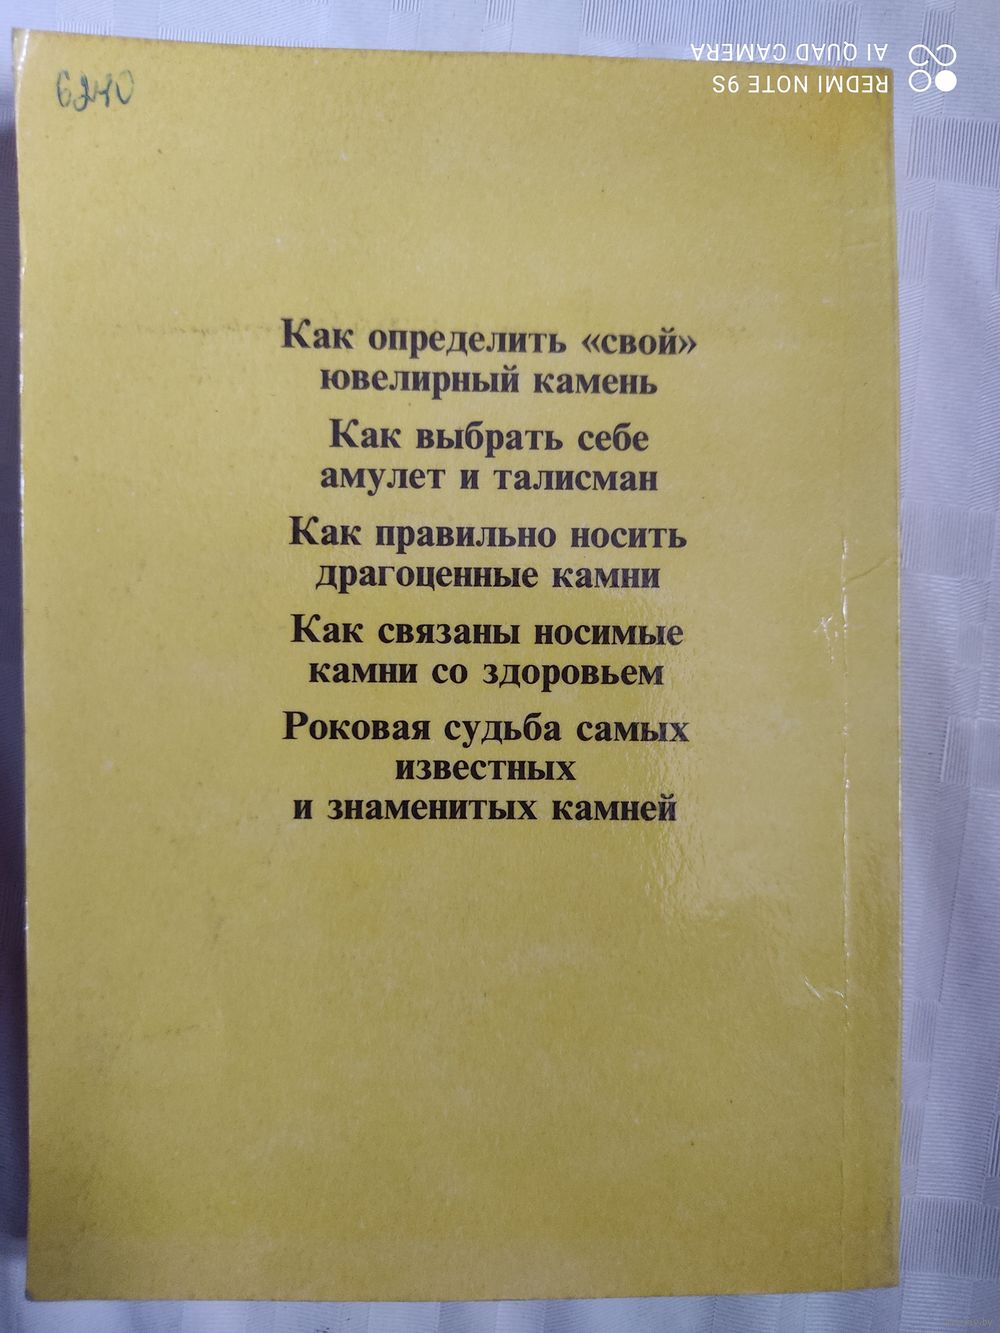 6240
AI QUAD CAMERA
REDMI NOTE 9S
Как определить «свой»
ювелирный камень
Как выбрать себе
амулет и талисман
Как правильно носить
драгоценные камни
Как связаны носимые
камни со здоровьем
Роковая судьба самых
известных
и знаменитых камней